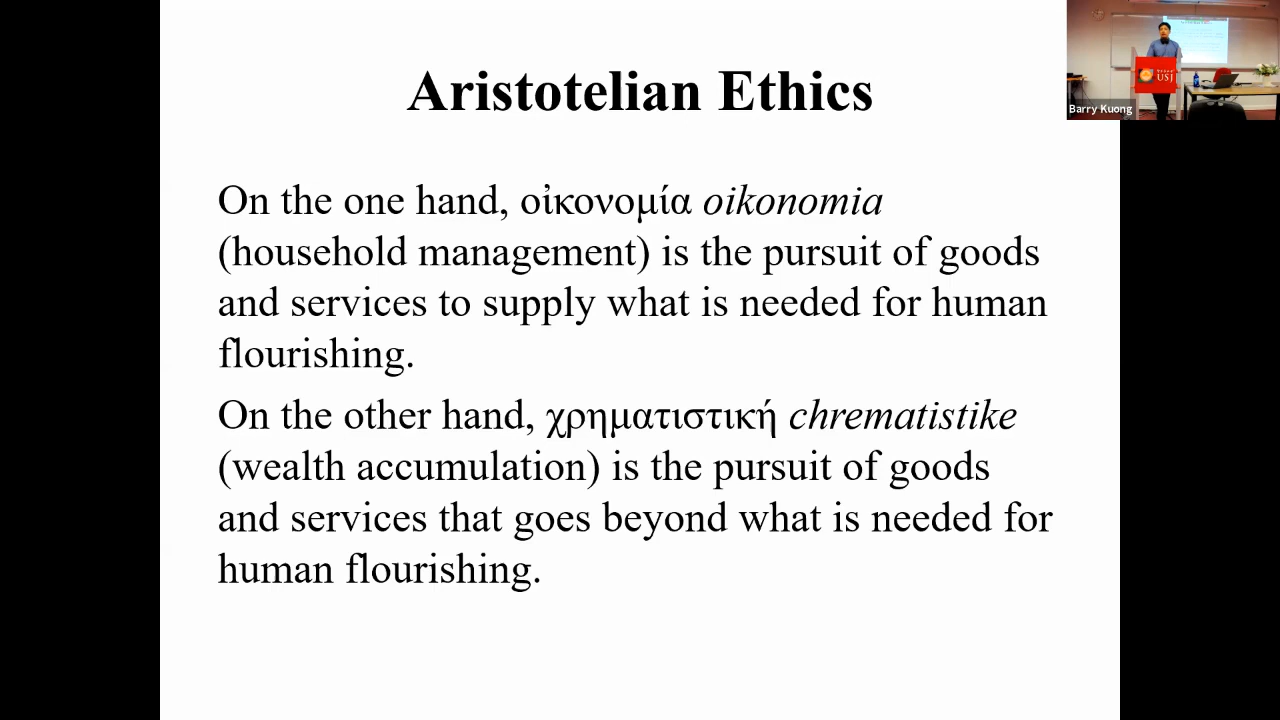 Aristotelian Ethics
On the one hand, οἰκονομία oikonomia
(household management) is the pursuit of goods
and services to supply what is needed for human
flourishing.
On the other hand, χρηματιστική chrematistike
(wealth accumulation) is the pursuit of goods
and services that goes beyond what is needed for
human flourishing.
USJ
Barry Kuong